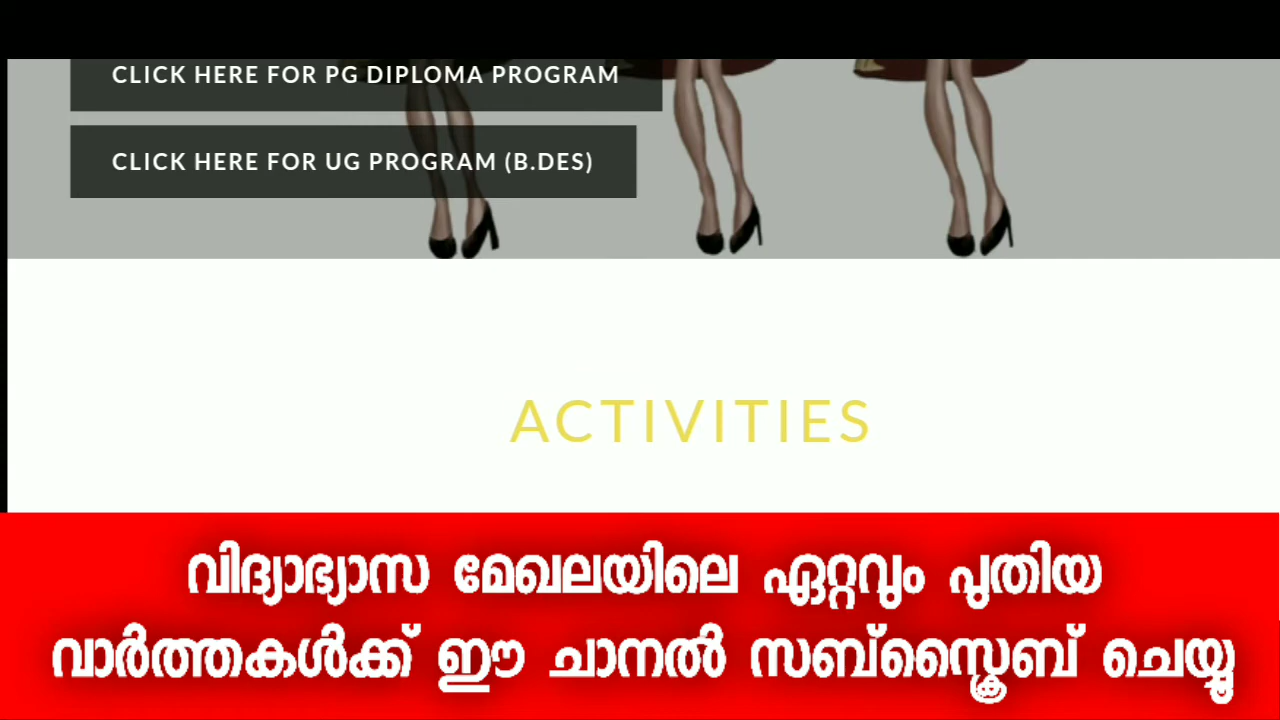 CLICK HERE FOR PG DIPLOMA PROGRAM
CLICK HERE FOR UG PROGRAM (B.DES)
ACTIVITIES
വിദ്യാഭ്യാസ മേഖലയിലെ ഏറ്റവും പുതിയ
വാർത്തകൾക്ക് ഈ ചാനൽ സബ്സ്ക്രൈബ് ചെയ്യൂ